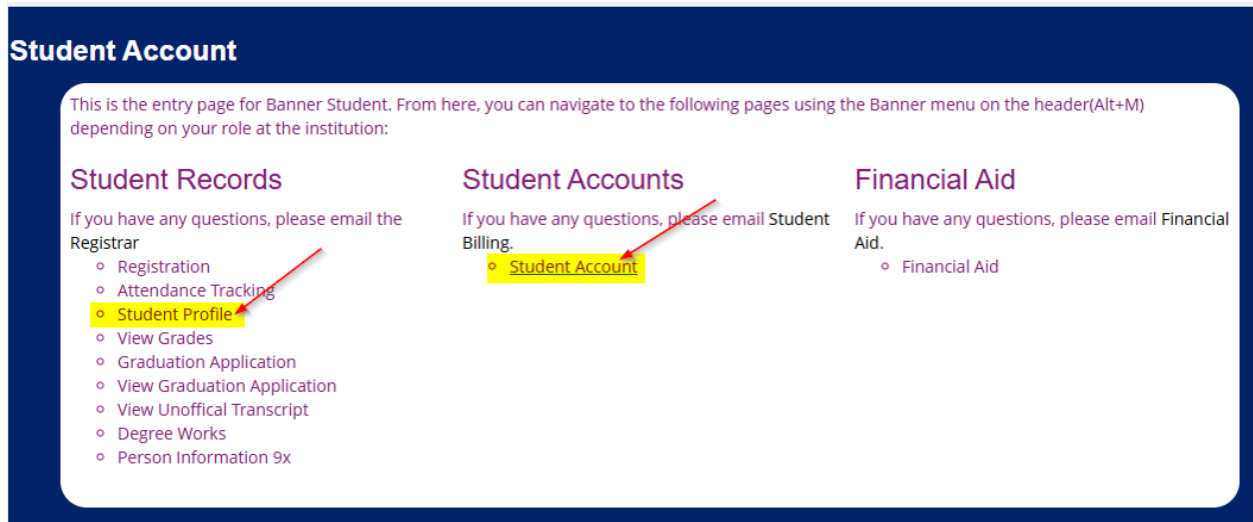 Student Account
This is the entry page for Banner Student. From here, you can navigate to the following pages using the Banner menu on the header(Alt+M)
depending on your role at the institution:
Student Records
If you have any questions, please email the
Registrar
Registration
Attendance Tracking
Student Profile
View Grades
Graduation Application
View Graduation Application
View Unoffical Transcript
Degree Works
Person Information 9x
Student Accounts
If you have any questions, please email Student
Billing.
Student Account
Financial Aid
If you have any questions, please email Financial
Aid.
Financial Aid